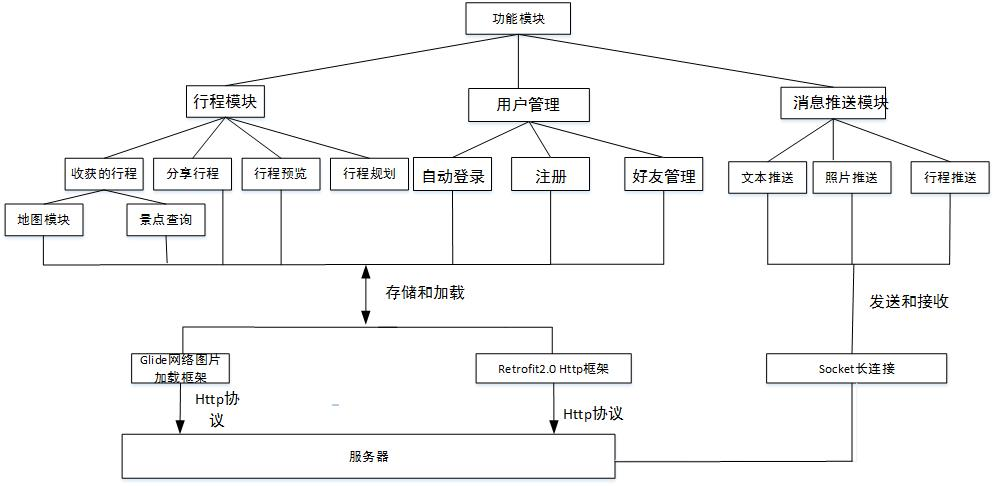 功能模块
行程模块
用户管理
消息推送模块
收获的行程
分享行程
行程预览
行程规划
自动登录
注册
好友管理
文本推送
照片推送
行程推送
地图模块
景点查询
存储和加载
发送和接收
Glide网络图片
加载框架
Retrofit2.0 Http框架
Socket长连接
Http协
议
Http协议
服务器